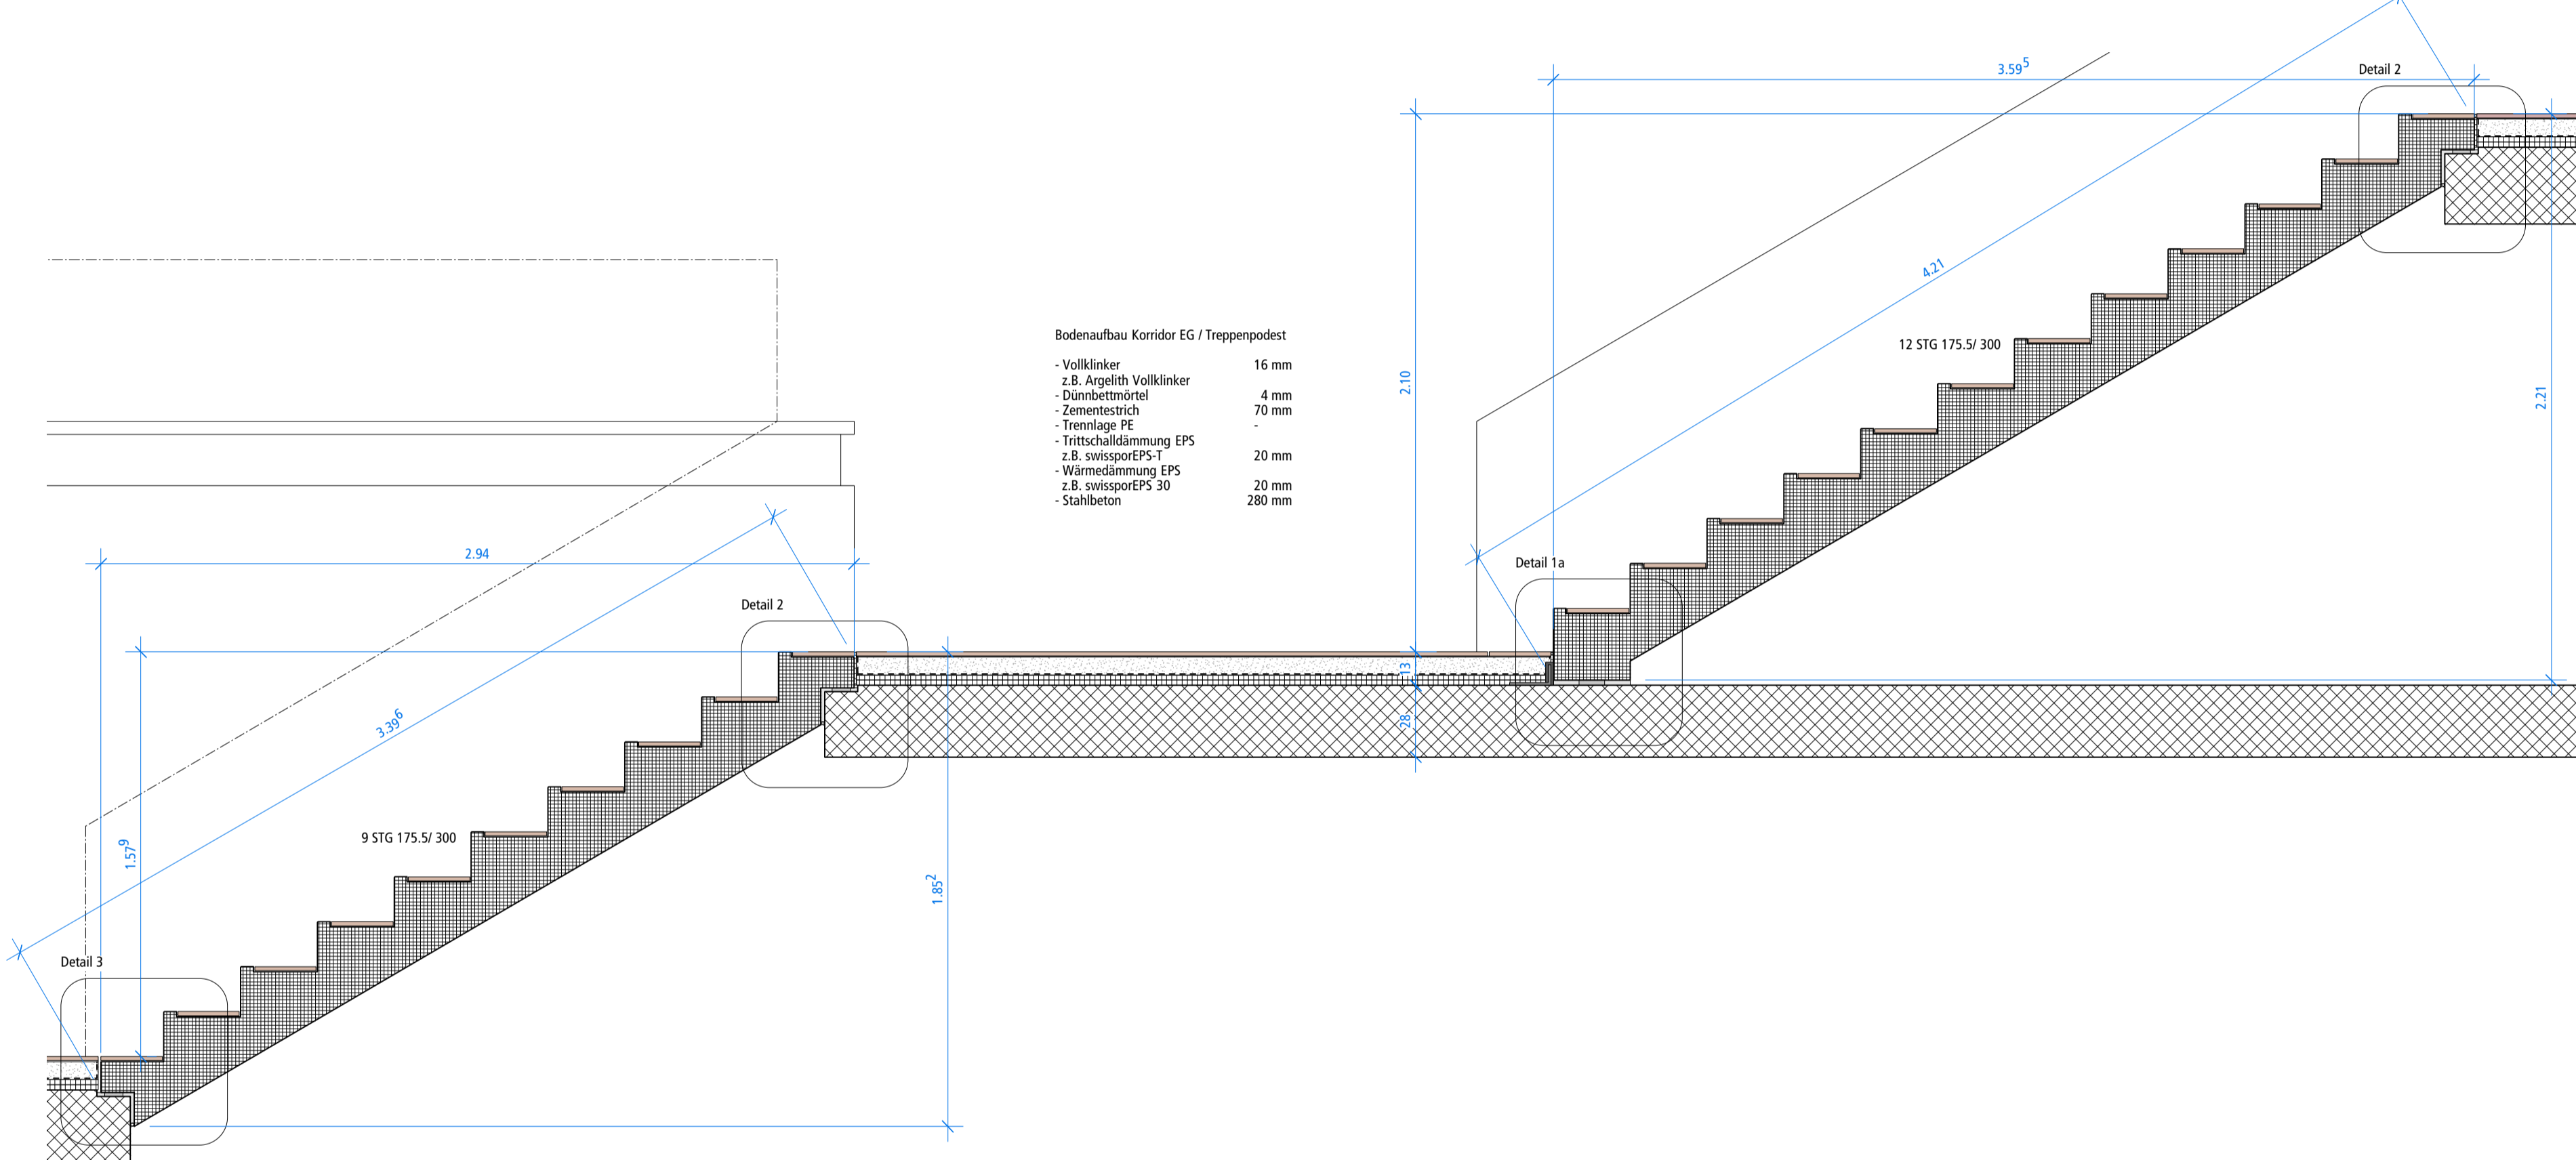 3.59⁵
Detail 2
4.21
2.10
12 STG 175.5/ 300
2.21
Bodenaufbau Korridor EG / Treppenpodest
- Vollklinker 16 mm
z.B. Argelith Vollklinker
- Dünnbettmörtel 4 mm
- Zementestrich 70 mm
- Trennlage PE -
- Trittschalldämmung EPS
z.B. swissporEPS-T 20 mm
- Wärmedämmung EPS
z.B. swissporEPS 30 20 mm
- Stahlbeton 280 mm
2.94
Detail 1a
Detail 2
13
28
3.39⁶
9 STG 175.5/ 300
1.57⁹
1.85²
Detail 3